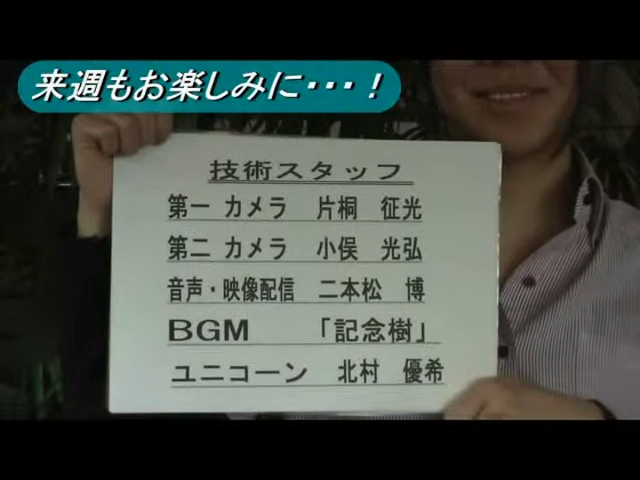 来週もお楽しみに・・・!
技術スタッフ
第一 カメラ 片桐 征光
第二 カメラ 小俣 光弘
音声・映像配信 二本松 博
BGM 「記念樹」
ユニコーン 北村 優希